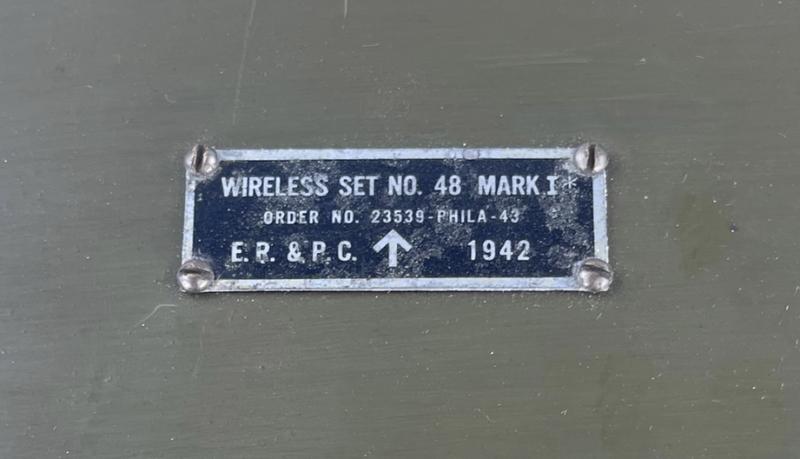 WIRELESS SET NO. 48 MARK I*
ORDER NO. 23539-PHILA-43
E.R. & P.C. ↑ 1942